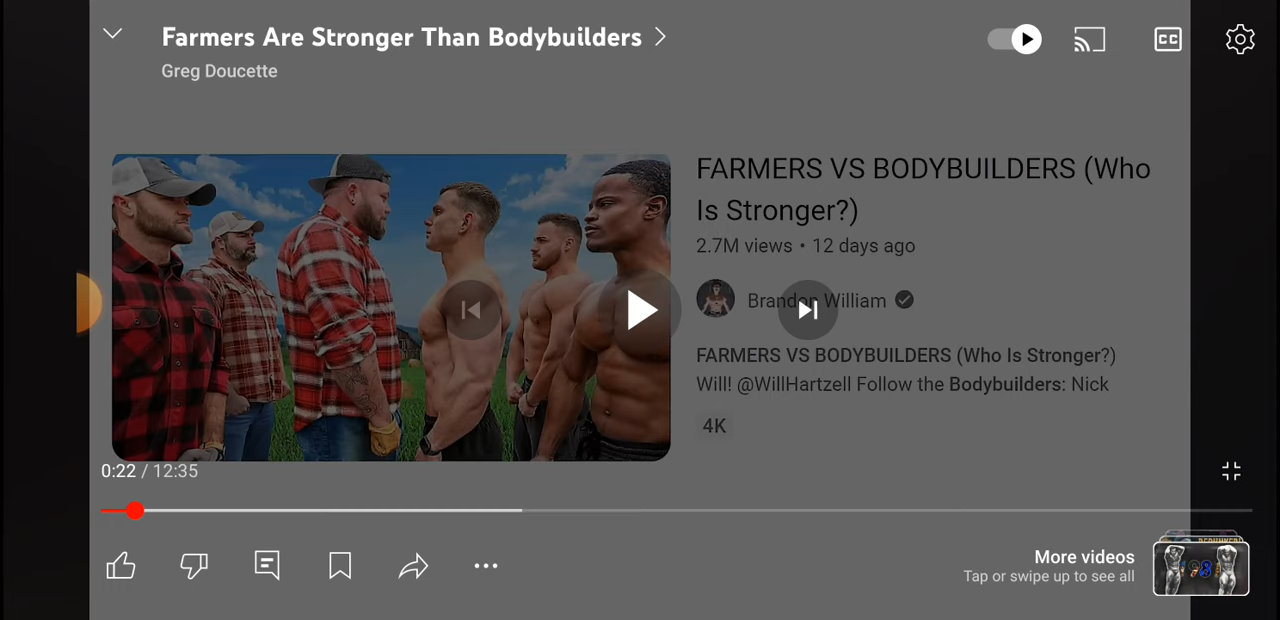 Farmers Are Stronger Than Bodybuilders
Greg Doucette
CC
FARMERS VS BODYBUILDERS (Who
Is Stronger?)
2.7M views • 12 days ago
Brandon William
FARMERS VS BODYBUILDERS (Who Is Stronger?)
Will! @WillHartzell Follow the Bodybuilders: Nick
4K
0:22 / 12:35
More videos
Tap or swipe up to see all